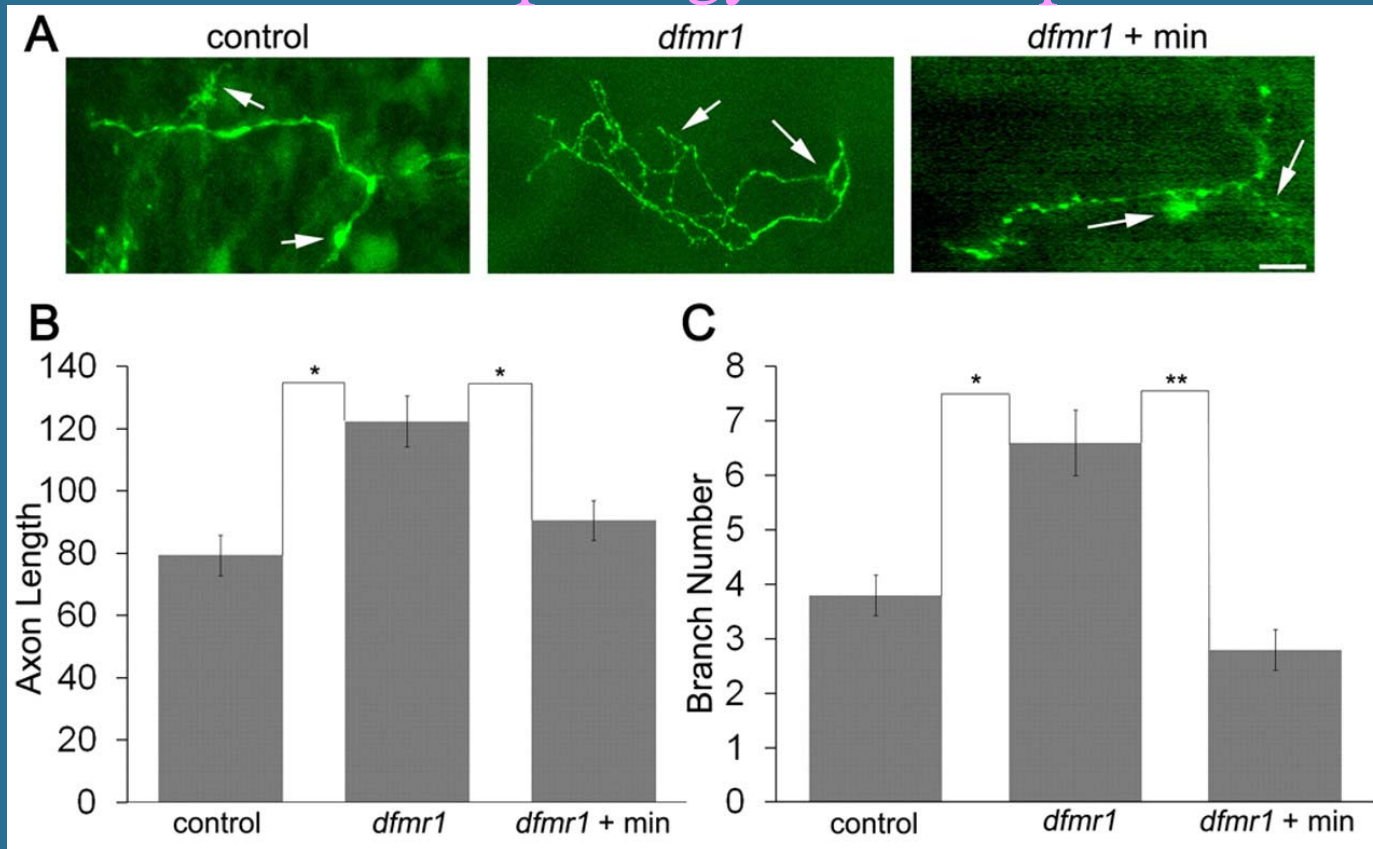 A
control
dfmr1
dfmr1 + min
B
140
120
100
80
60
40
20
0
Axon Length
*
*
control
dfmr1
dfmr1 + min
C
8
7
6
5
4
3
2
1
0
Branch Number
*
**
control
dfmr1
dfmr1 + min